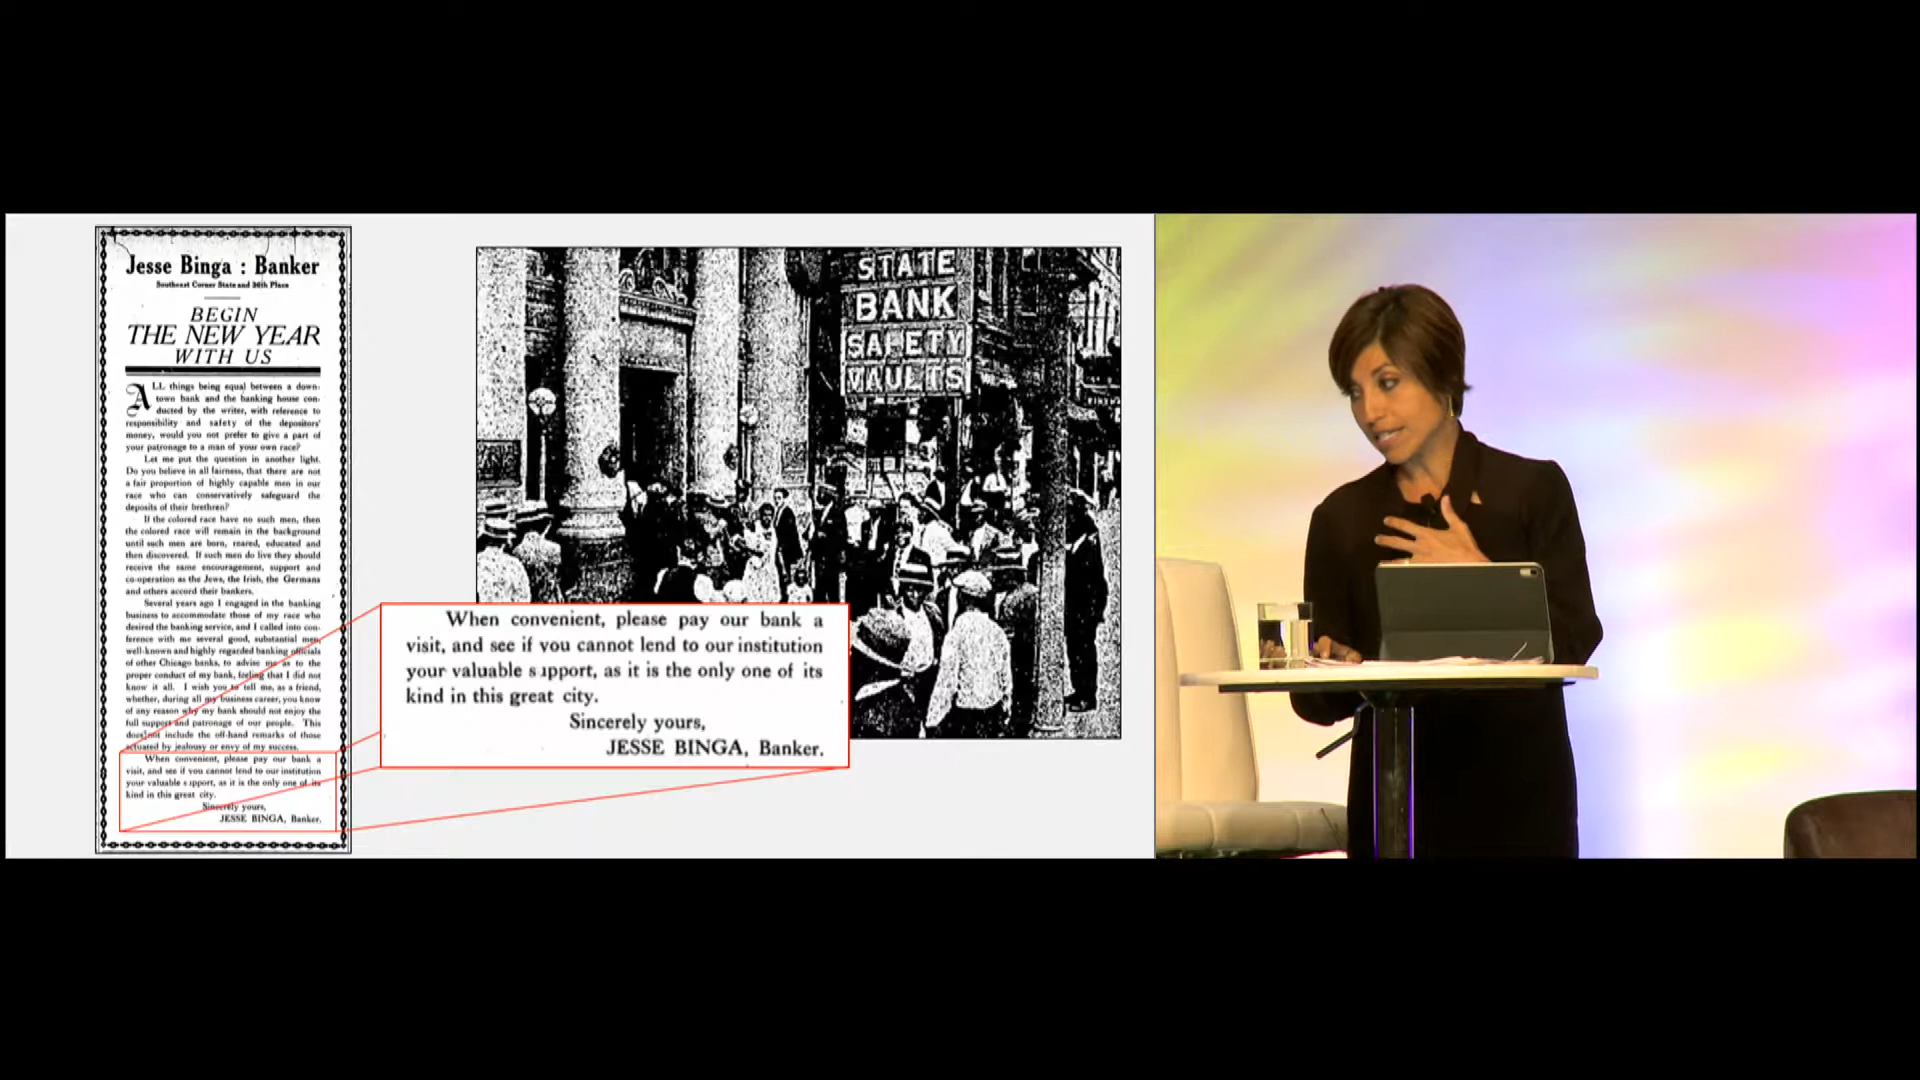 Jesse Binga : Banker
Southeast Corner State and 36th Place
BEGIN
THE NEW YEAR
WITH US
ALL things being equal between a down-
town bank and the banking house con-
ducted by the writer, with reference to
responsibility and safety of the depositors'
money, would you not prefer to give a part of
your patronage to a man of your own race?
Let me put the question in another light.
Do you believe in all fairness, that there are not
a fair proportion of highly capable men in our
race who can conservatively safeguard the
deposits of their brethren?
If the colored race have no such men, then
the colored race will remain in the background
until such men are born, reared, educated and
then discovered. If such men do live they should
receive the same encouragement, support and
co-operation as the Jews, the Irish, the Germans
and others accord their bankers.
Several years ago I engaged in the banking
business to accommodate those of my race who
desired the banking service, and I called into con-
ference with me several good, substantial men,
well-known and highly regarded banking officials
of other Chicago banks, to advise me as to the
proper conduct of my bank, feeling that I did not
know it all. I wish you to tell me, as a friend,
whether, during all my business career, you know
of any reason why my bank should not enjoy the
full support and patronage of our people. This
does not include the off-hand remarks of those
actuated by jealousy or envy of my success.
When convenient, please pay our bank a
visit, and see if you cannot lend to our institution
your valuable s pport, as it is the only one of its
kind in this great city.
Sincerely yours,
JESSE BINGA, Banker.
STATE
BANK
SAFETY
VAULTS
When convenient, please pay our bank a
visit, and see if you cannot lend to our institution
your valuable s pport, as it is the only one of its
kind in this great city.
Sincerely yours,
JESSE BINGA, Banker.